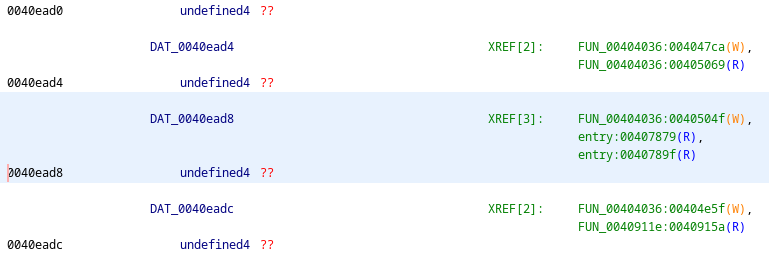 0040ead0 undefined4 ??
DAT_0040ead4 XREF[2]: FUN_00404036:004047ca(W),
FUN_00404036:00405069(R)
0040ead4 undefined4 ??
DAT_0040ead8 XREF[3]: FUN_00404036:0040504f(W),
entry:00407879(R),
entry:0040789f(R)
0040ead8 undefined4 ??
DAT_0040eadc XREF[2]: FUN_00404036:00404e5f(W),
FUN_0040911e:0040915a(R)
0040eadc undefined4 ??